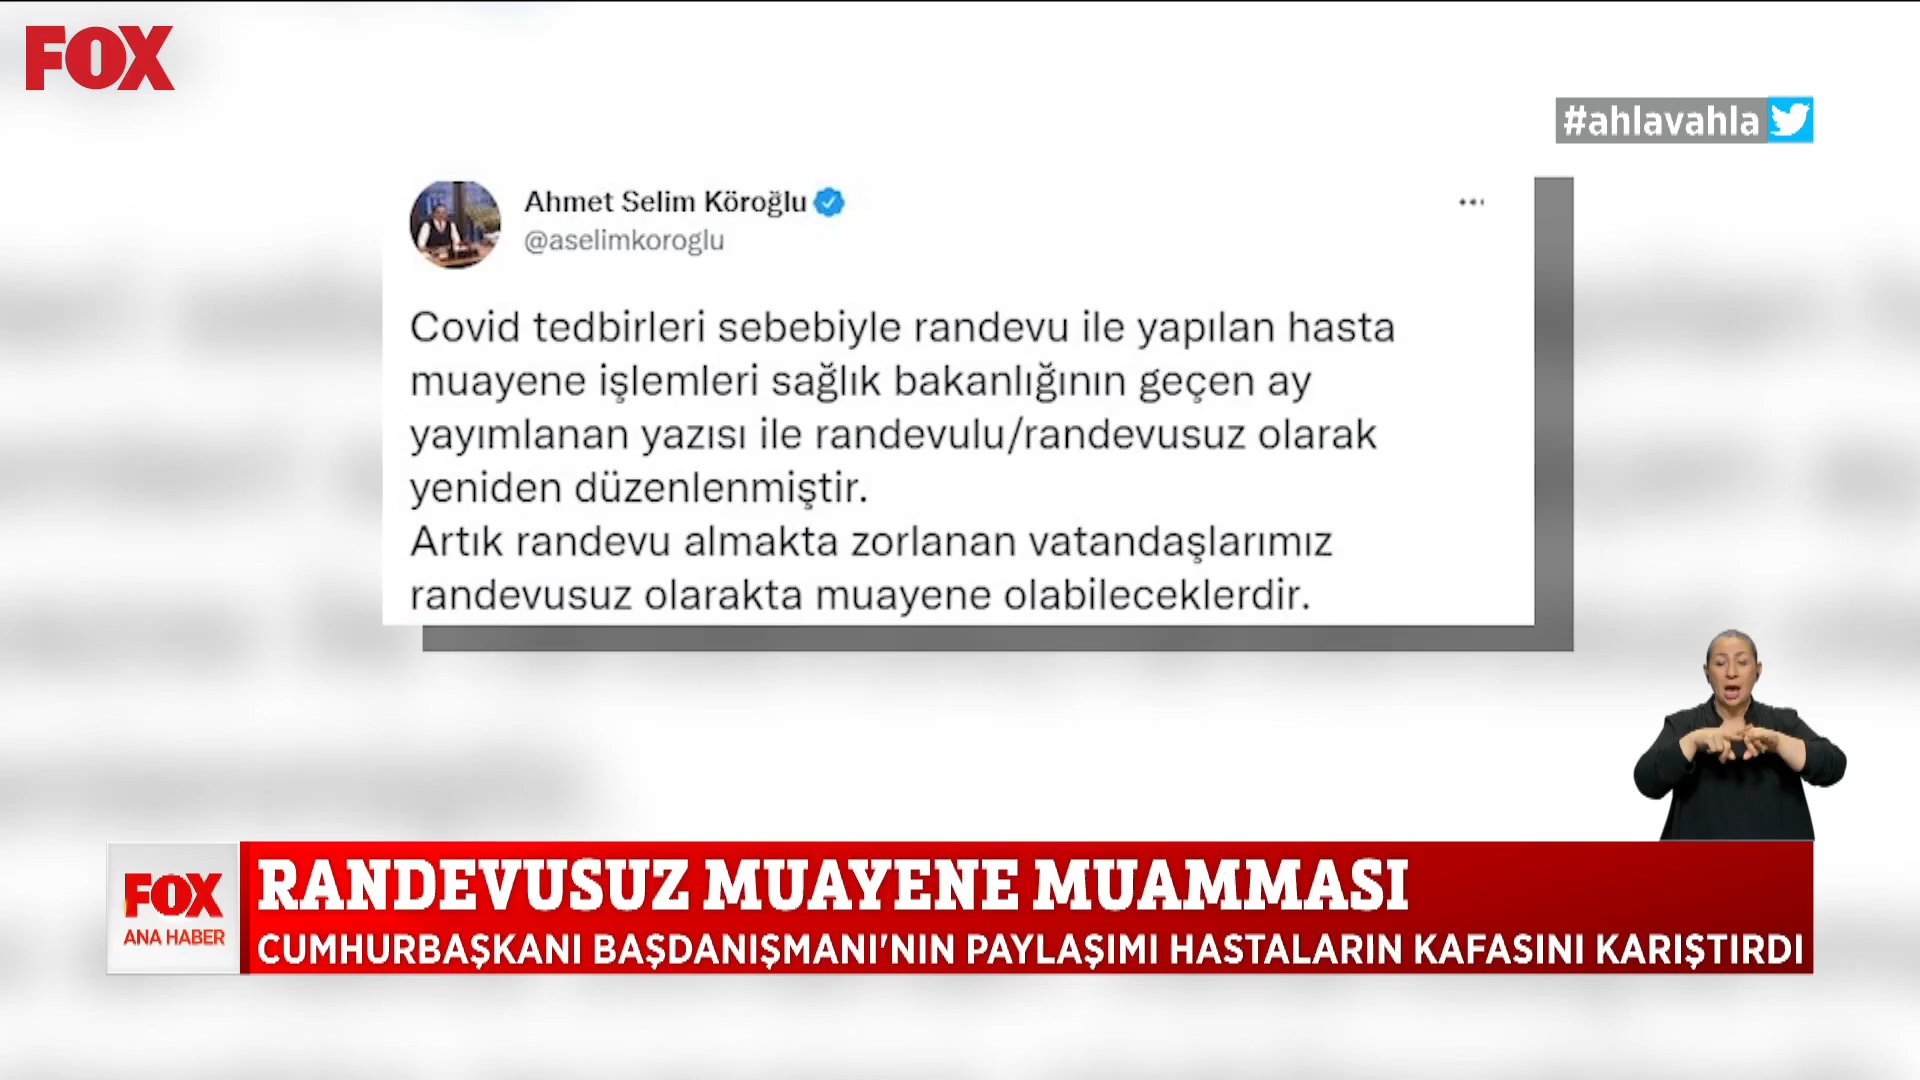 FOX
#ahlavahla
Ahmet Selim Köroğlu
@aselimkoroglu
Covid tedbirleri sebebiyle randevu ile yapılan hasta
muayene işlemleri sağlık bakanlığının geçen ay
yayımlanan yazısı ile randevulu/randevusuz olarak
yeniden düzenlenmiştir.
Artık randevu almakta zorlanan vatandaşlarımız
randevusuz olarakta muayene olabileceklerdir.
FOX
ANA HABER
RANDEVUSUZ MUAYENE MUAMMASI
CUMHURBAŞKANI BAŞDANIŞMANI'NIN PAYLAŞIMI HASTALARIN KAFASINI KARIŞTIRDI